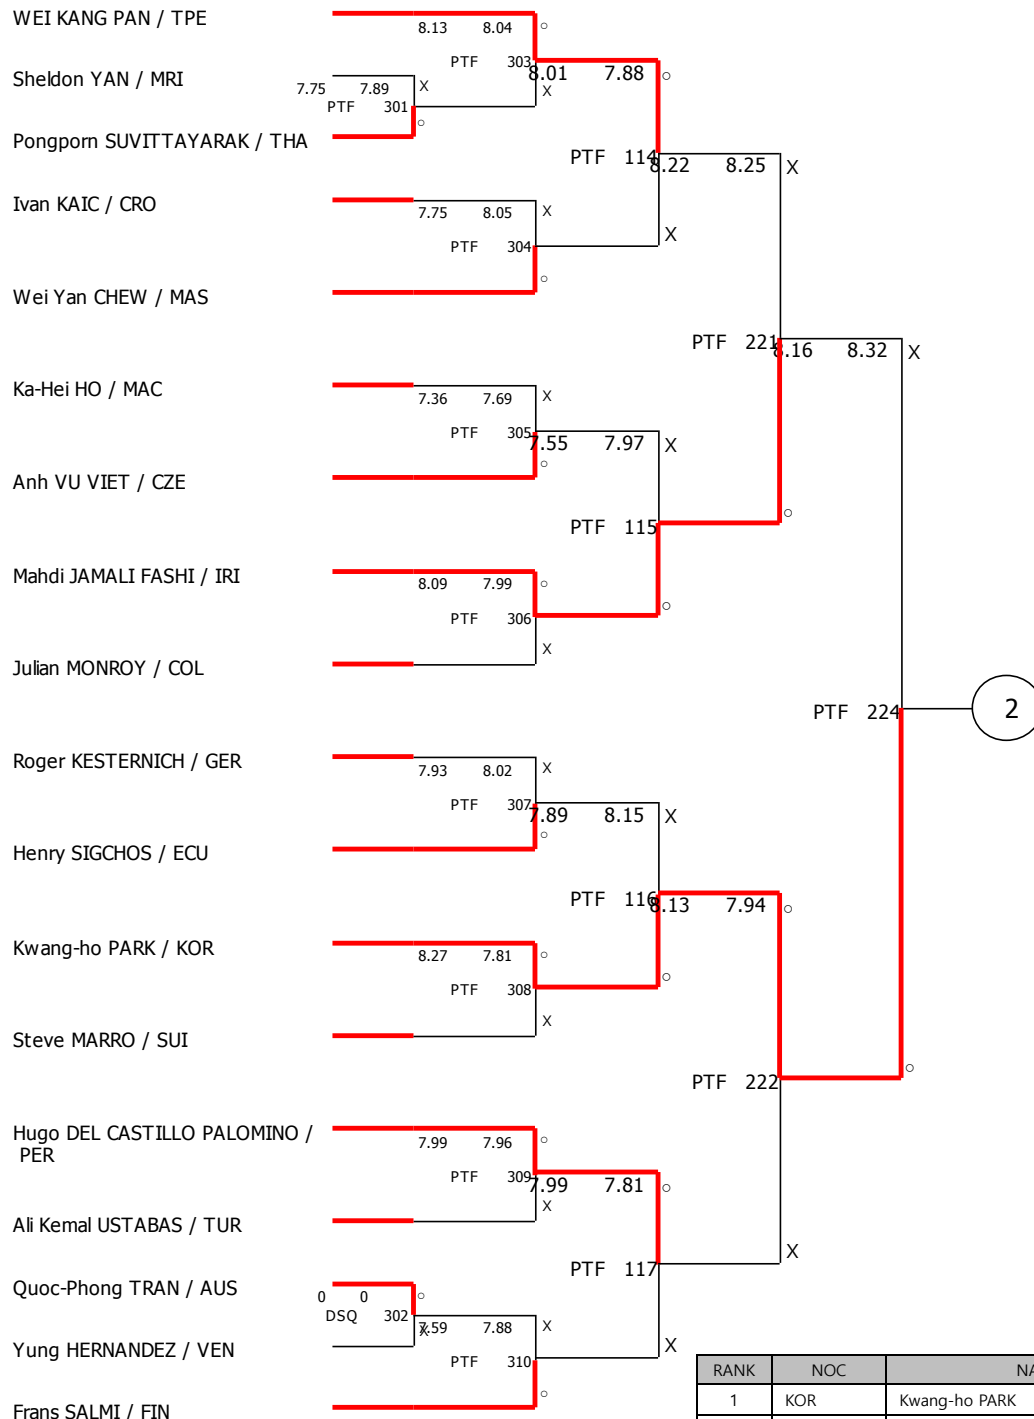 WEI KANG PAN / TPE
8.13 8.04 ○
PTF 303
8.01 7.88 ○
Sheldon YAN / MRI
7.75 7.89 X
X
PTF 301
○
Pongporn SUVITTAYARAK / THA
PTF 114
8.22 8.25 X
Ivan KAIC / CRO
7.75 8.05 X
X
PTF 304
○
Wei Yan CHEW / MAS
PTF 221
8.16 8.32 X
Ka-Hei HO / MAC
7.36 7.69 X
PTF 305
7.55 7.97 X
○
Anh VU VIET / CZE
○
PTF 115
Mahdi JAMALI FASHI / IRI
8.09 7.99 ○
○
PTF 306
X
Julian MONROY / COL
PTF 224
2
Roger KESTERNICH / GER
7.93 8.02 X
PTF 307
7.89 8.15 X
○
Henry SIGCHOS / ECU
PTF 116
8.13 7.94 ○
Kwang-ho PARK / KOR
8.27 7.81 ○
○
PTF 308
X
Steve MARRO / SUI
○
PTF 222
Hugo DEL CASTILLO PALOMINO /
PER
7.99 7.96 ○
PTF 309
7.99 7.81 ○
X
Ali Kemal USTABAS / TUR
X
PTF 117
Quoc-Phong TRAN / AUS
0 0 ○
DSQ 302
X
7.59 7.88 X
Yung HERNANDEZ / VEN
X
PTF 310
○
Frans SALMI / FIN
RANK NOC NA
1 KOR Kwang-ho PARK